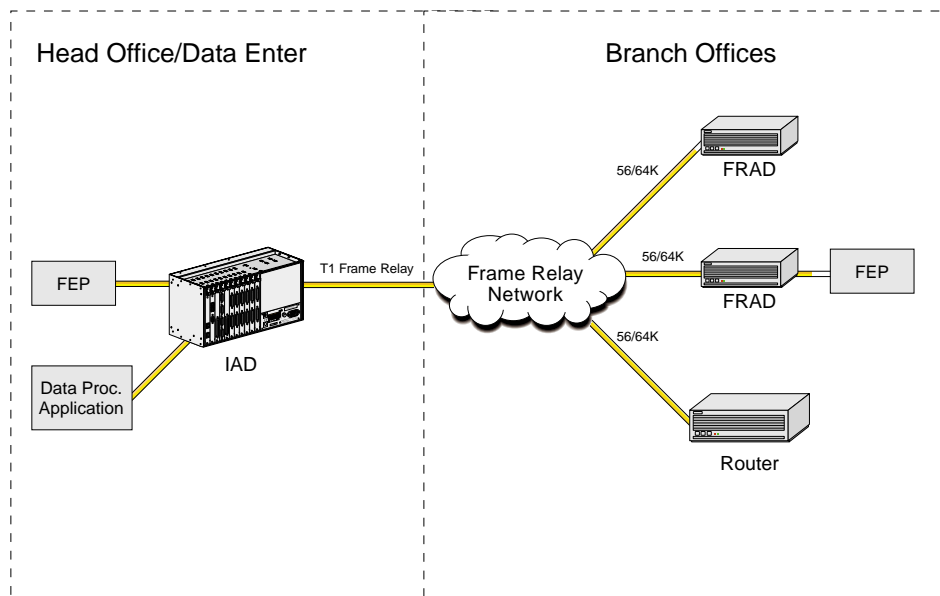 Head Office/Data Enter
Branch Offices
FRAD
56/64K
FEP
T1 Frame Relay
IAD
Data Proc.
Application
Frame Relay
Network
56/64K
FRAD
FEP
56/64K
Router